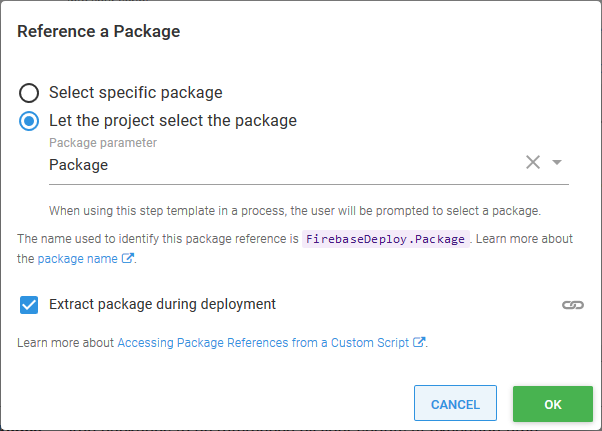 Reference a Package
Select specific package
Let the project select the package
Package parameter
Package
When using this step template in a process, the user will be prompted to select a package.
The name used to identify this package reference is FirebaseDeploy.Package. Learn more about
the package name.
Extract package during deployment
Learn more about Accessing Package References from a Custom Script.
CANCEL
OK